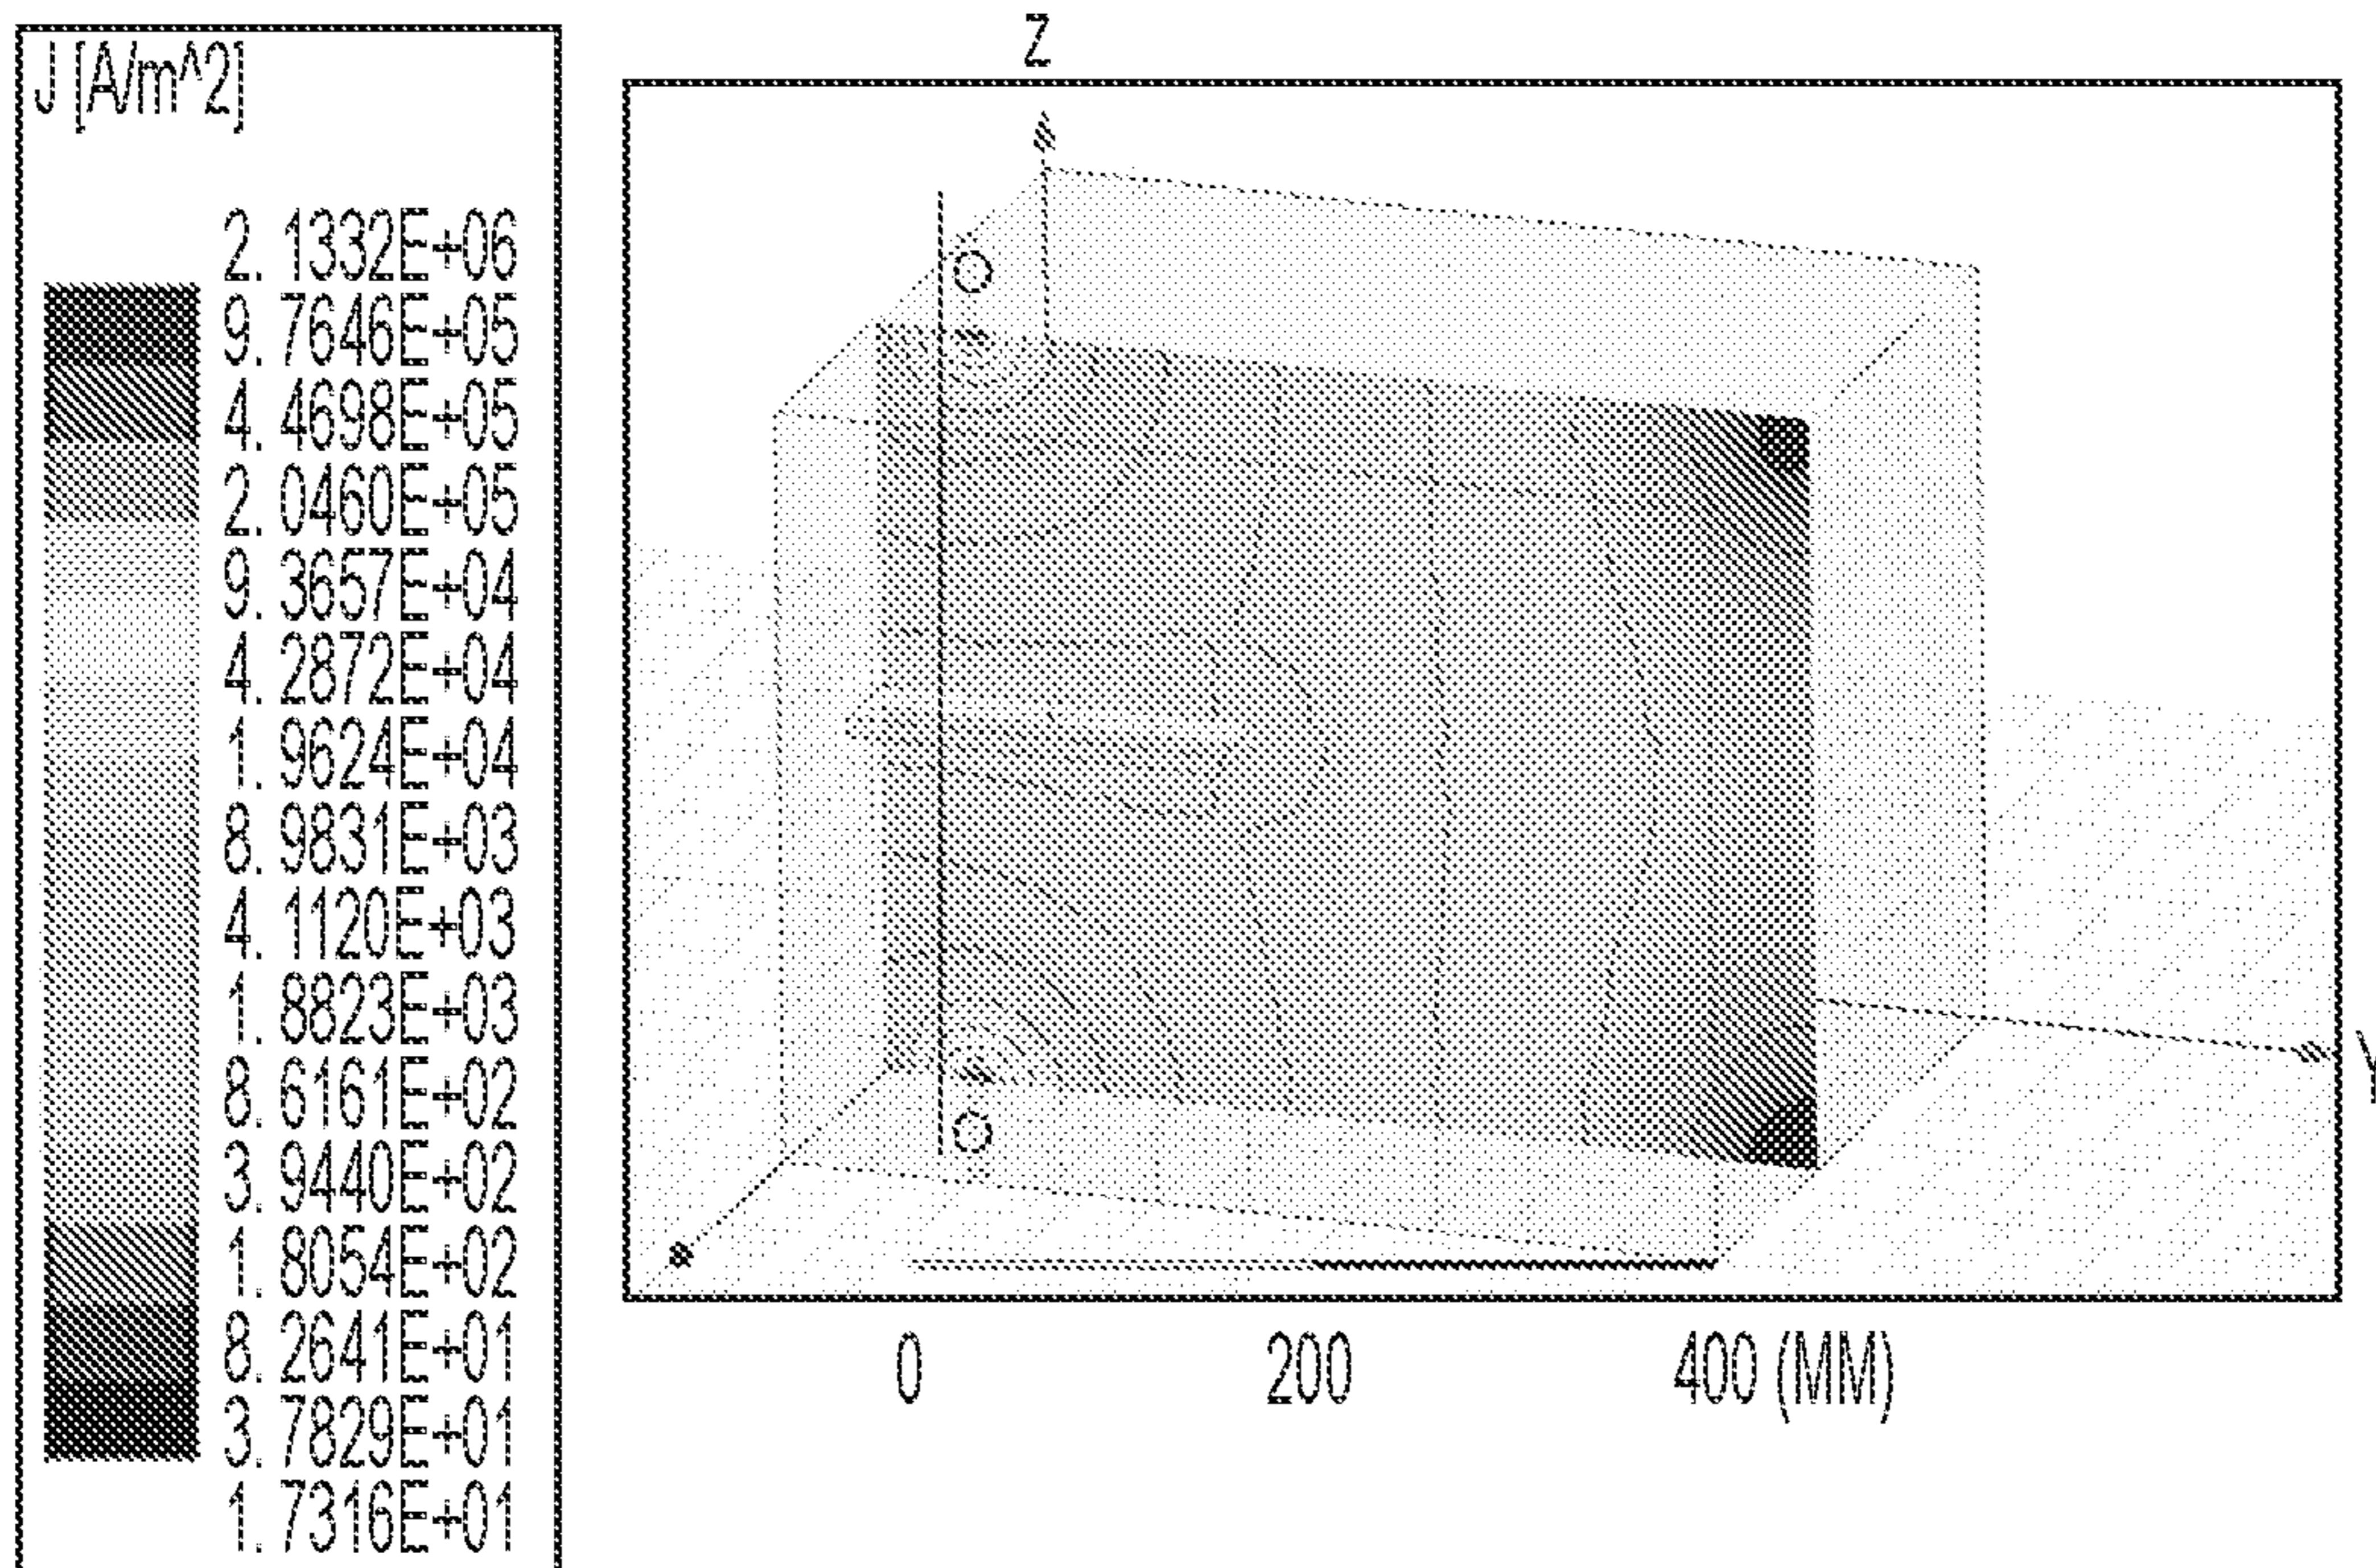 J [A/m^2]
2. 1332E+06
9. 7646E+05
4. 4698E+05
2. 0460E+05
9. 3657E+04
4. 2872E+04
1. 9624E+04
8. 9831E+03
4. 1120E+03
1. 8823E+03
8. 6161E+02
3. 9440E+02
1. 8054E+02
8. 2641E+01
3. 7829E+01
1. 7316E+01
Z
Y
0 200 400 (MM)